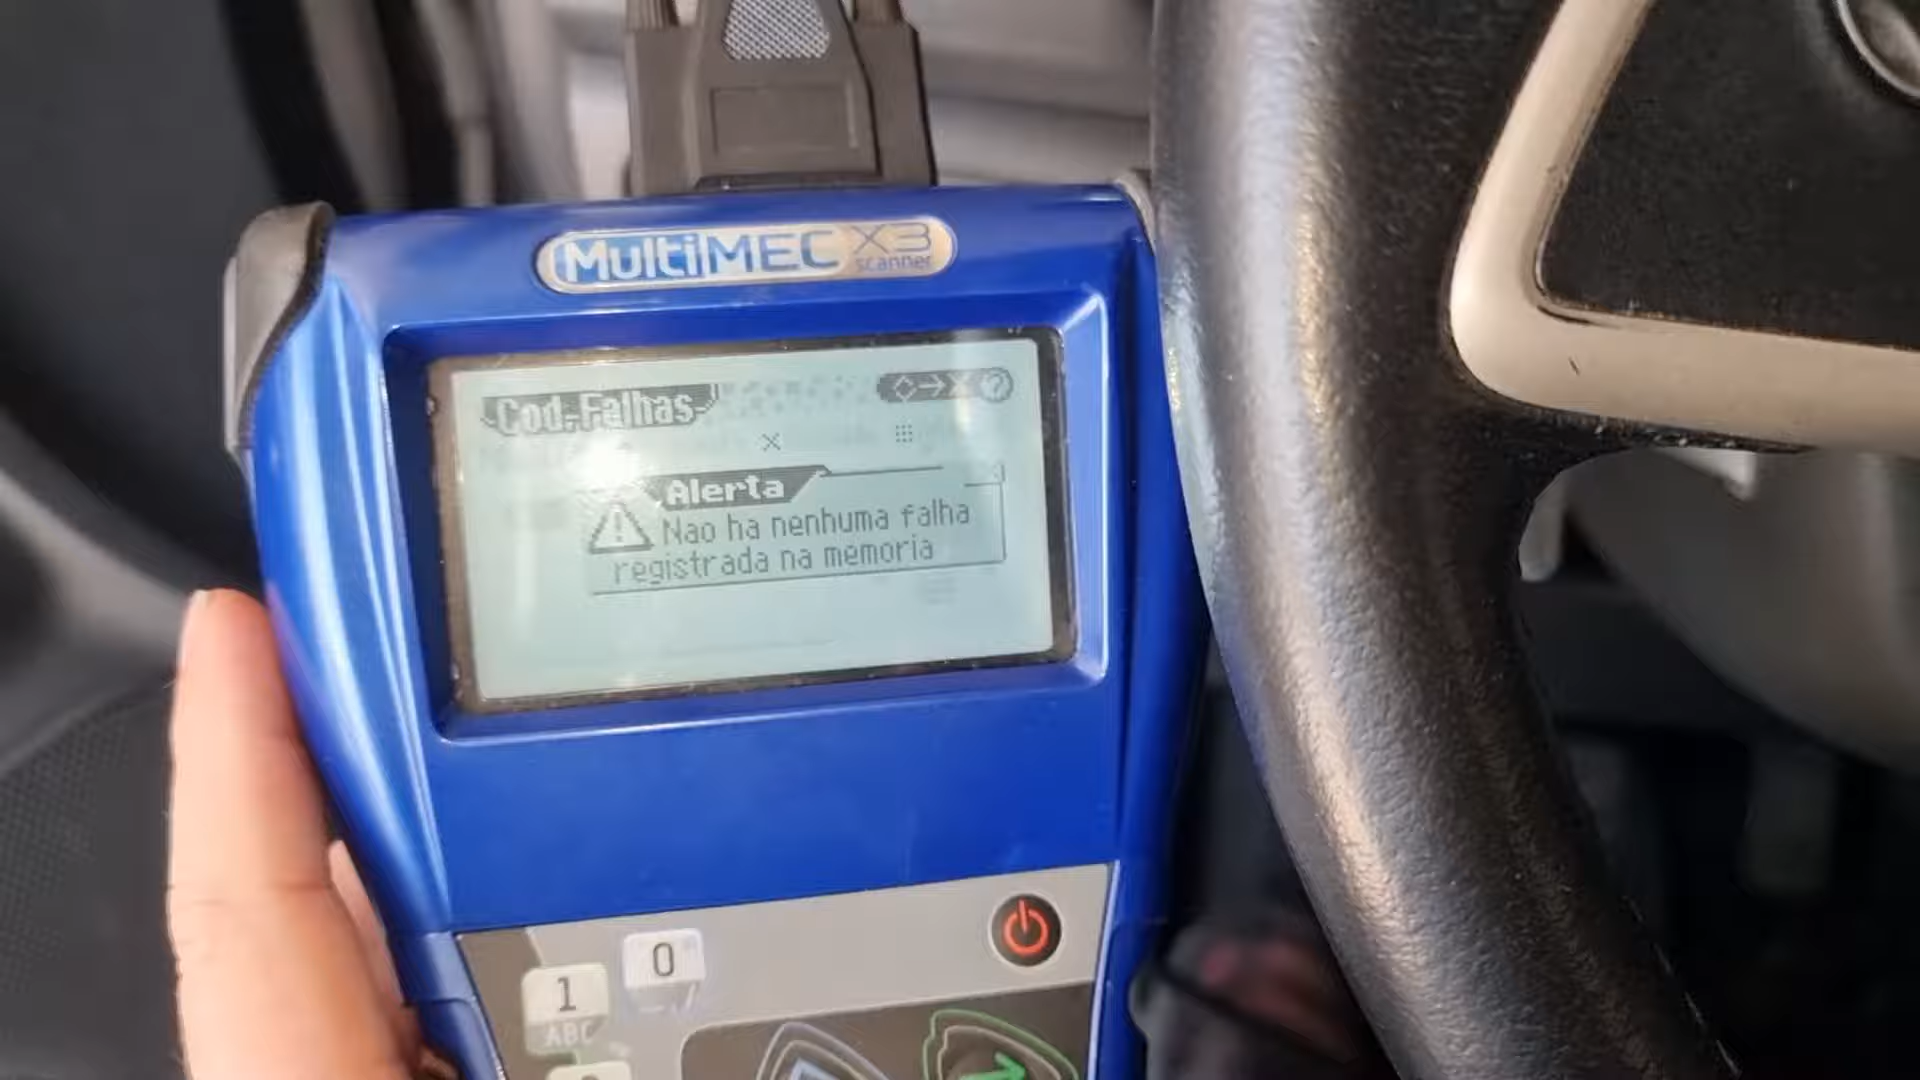 MultiMEC X3
scanner
Cod.Falhas
Alerta
Nao ha nenhuma falha
registrada na memoria
0
1
ABC